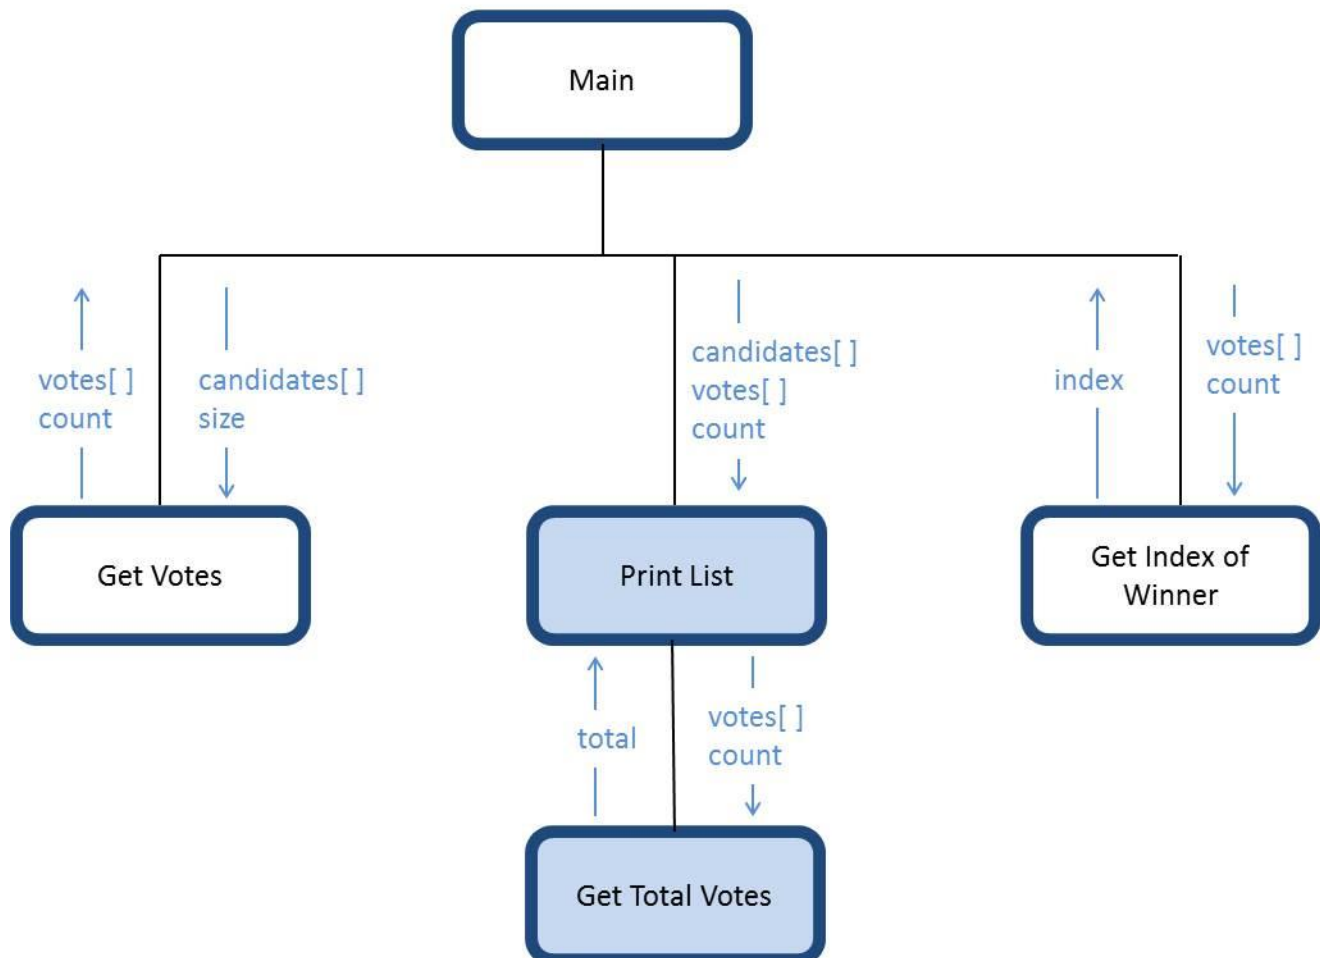 Main
votes[ ]
count
candidates[ ]
size
candidates[ ]
votes[ ]
count
index
votes[ ]
count
Get Votes
Print List
Get Index of
Winner
total
votes[ ]
count
Get Total Votes